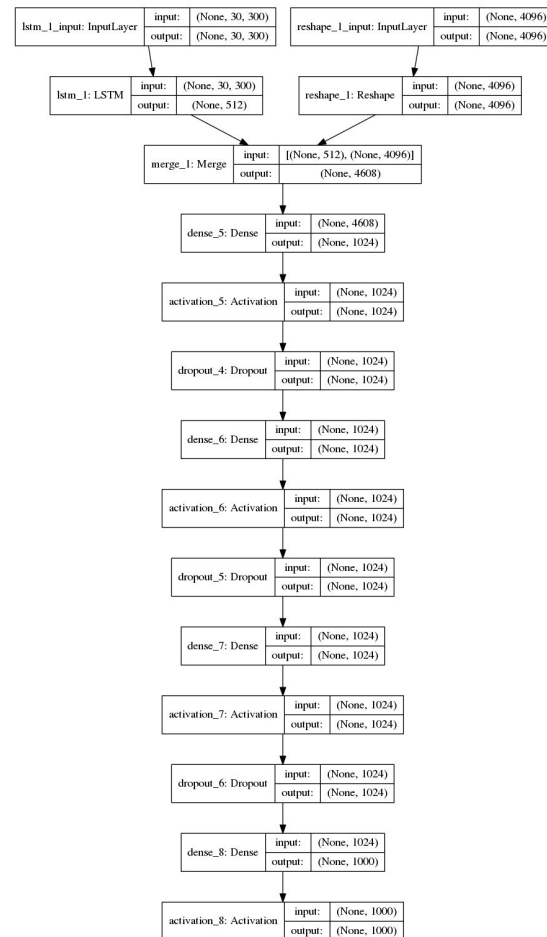 lstm_1_input: InputLayer input: (None, 30, 300)
output: (None, 30, 300)
reshape_1_input: InputLayer input: (None, 4096)
output: (None, 4096)
lstm_1: LSTM input: (None, 30, 300)
output: (None, 512)
reshape_1: Reshape input: (None, 4096)
output: (None, 4096)
merge_1: Merge input: [(None, 512), (None, 4096)]
output: (None, 4608)
dense_5: Dense input: (None, 4608)
output: (None, 1024)
activation_5: Activation input: (None, 1024)
output: (None, 1024)
dropout_4: Dropout input: (None, 1024)
output: (None, 1024)
dense_6: Dense input: (None, 1024)
output: (None, 1024)
activation_6: Activation input: (None, 1024)
output: (None, 1024)
dropout_5: Dropout input: (None, 1024)
output: (None, 1024)
dense_7: Dense input: (None, 1024)
output: (None, 1024)
activation_7: Activation input: (None, 1024)
output: (None, 1024)
dropout_6: Dropout input: (None, 1024)
output: (None, 1024)
dense_8: Dense input: (None, 1024)
output: (None, 1000)
activation_8: Activation input: (None, 1000)
output: (None, 1000)